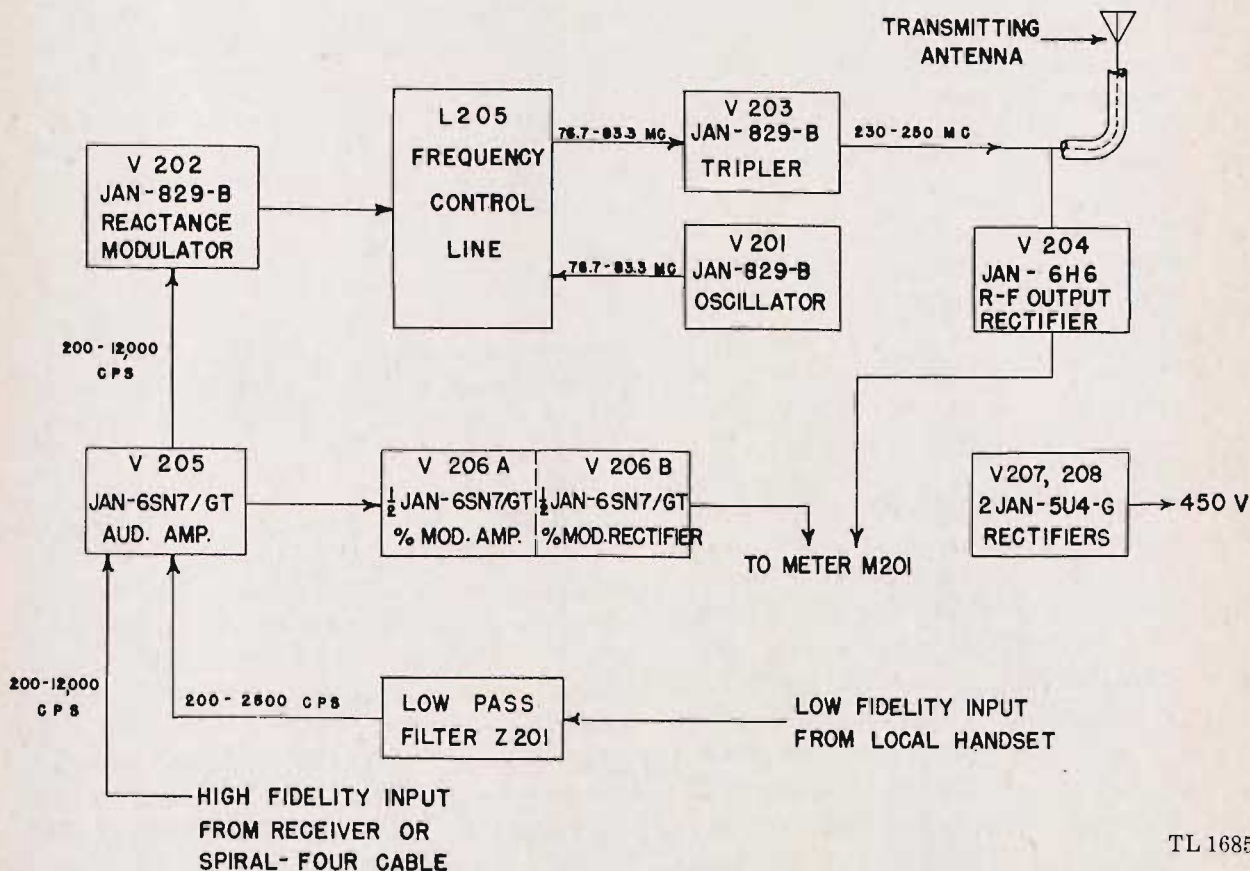 TRANSMITTING
ANTENNA
L205
FREQUENCY
CONTROL
LINE
76.7-83.3 MC
V 203
JAN-829-B
TRIPLER
230-250 MC
V 202
JAN-829-B
REACTANCE
MODULATOR
76.7-83.3 MC
V 201
JAN-829-B
OSCILLATOR
V 204
JAN-6H6
R-F OUTPUT
RECTIFIER
200-12,000
CPS
V 205
JAN-6SN7/GT
AUD. AMP.
V 206 A
½ JAN-6SN7/GT
% MOD. AMP.
V 206 B
½ JAN-6SN7/GT
% MOD. RECTIFIER
V207, 208
2 JAN-5U4-G
RECTIFIERS
450 V
TO METER M201
200-12,000
CPS
200-2600 CPS
LOW PASS
FILTER Z201
LOW FIDELITY INPUT
FROM LOCAL HANDSET
HIGH FIDELITY INPUT
FROM RECEIVER OR
SPIRAL-FOUR CABLE